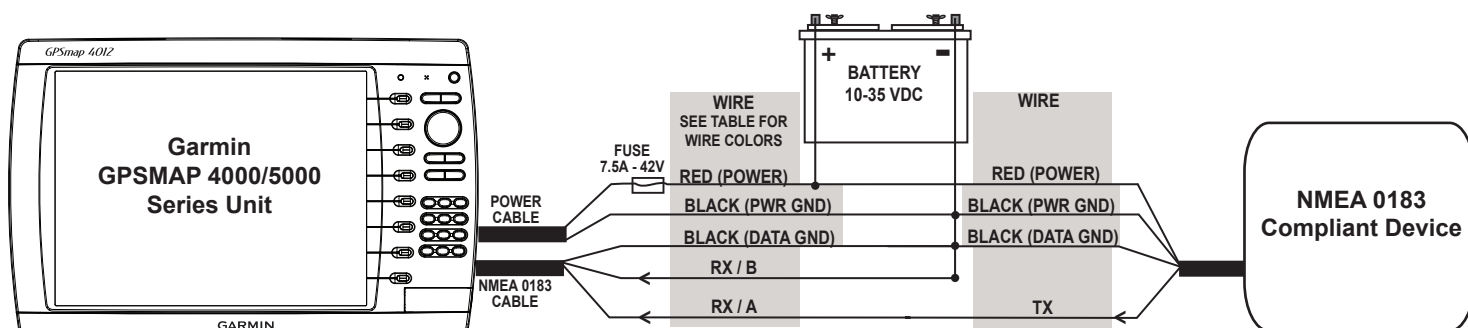 GPSmap 4012
Garmin
GPSMAP 4000/5000
Series Unit
GARMIN
POWER
CABLE
NMEA 0183
CABLE
FUSE
7.5A - 42V
WIRE
SEE TABLE FOR
WIRE COLORS
RED (POWER)
BLACK (PWR GND)
BLACK (DATA GND)
RX / B
RX / A
+
-
BATTERY
10-35 VDC
WIRE
RED (POWER)
BLACK (PWR GND)
BLACK (DATA GND)
TX
NMEA 0183
Compliant Device